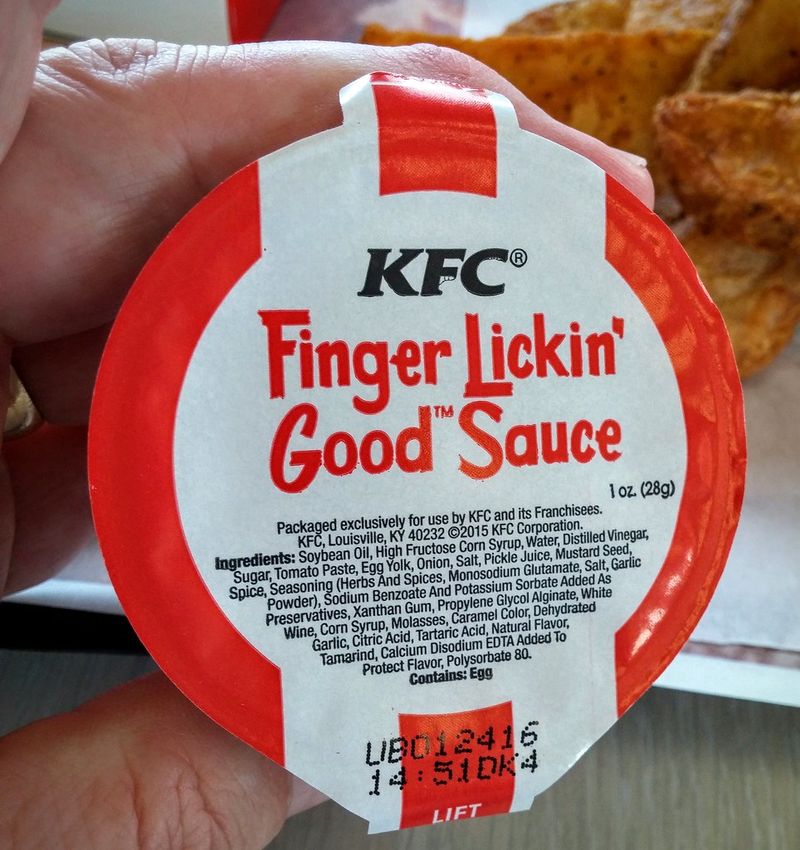 KFC®
Finger Lickin'
Good™ Sauce
1 oz. (28g)
Packaged exclusively for use by KFC and its Franchisees.
KFC, Louisville, KY 40232 ©2015 KFC Corporation.
Ingredients: Soybean Oil, High Fructose Corn Syrup, Water, Distilled Vinegar,
Sugar, Tomato Paste, Egg Yolk, Onion, Salt, Pickle Juice, Mustard Seed,
Spice, Seasoning (Herbs And Spices, Monosodium Glutamate, Salt, Garlic
Powder), Sodium Benzoate And Potassium Sorbate Added As
Preservatives, Xanthan Gum, Propylene Glycol Alginate, White
Wine, Corn Syrup, Molasses, Caramel Color, Dehydrated
Garlic, Citric Acid, Tartaric Acid, Natural Flavor,
Tamarind, Calcium Disodium EDTA Added To
Protect Flavor, Polysorbate 80.
Contains: Egg
UBD12416
14:51DK4
LIFT